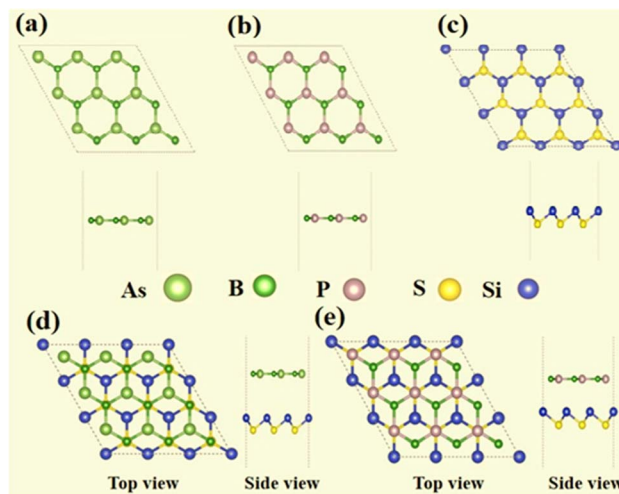 (a) (b) (c)
As B P S Si
(d) (e)
Top view Side view Top view Side view